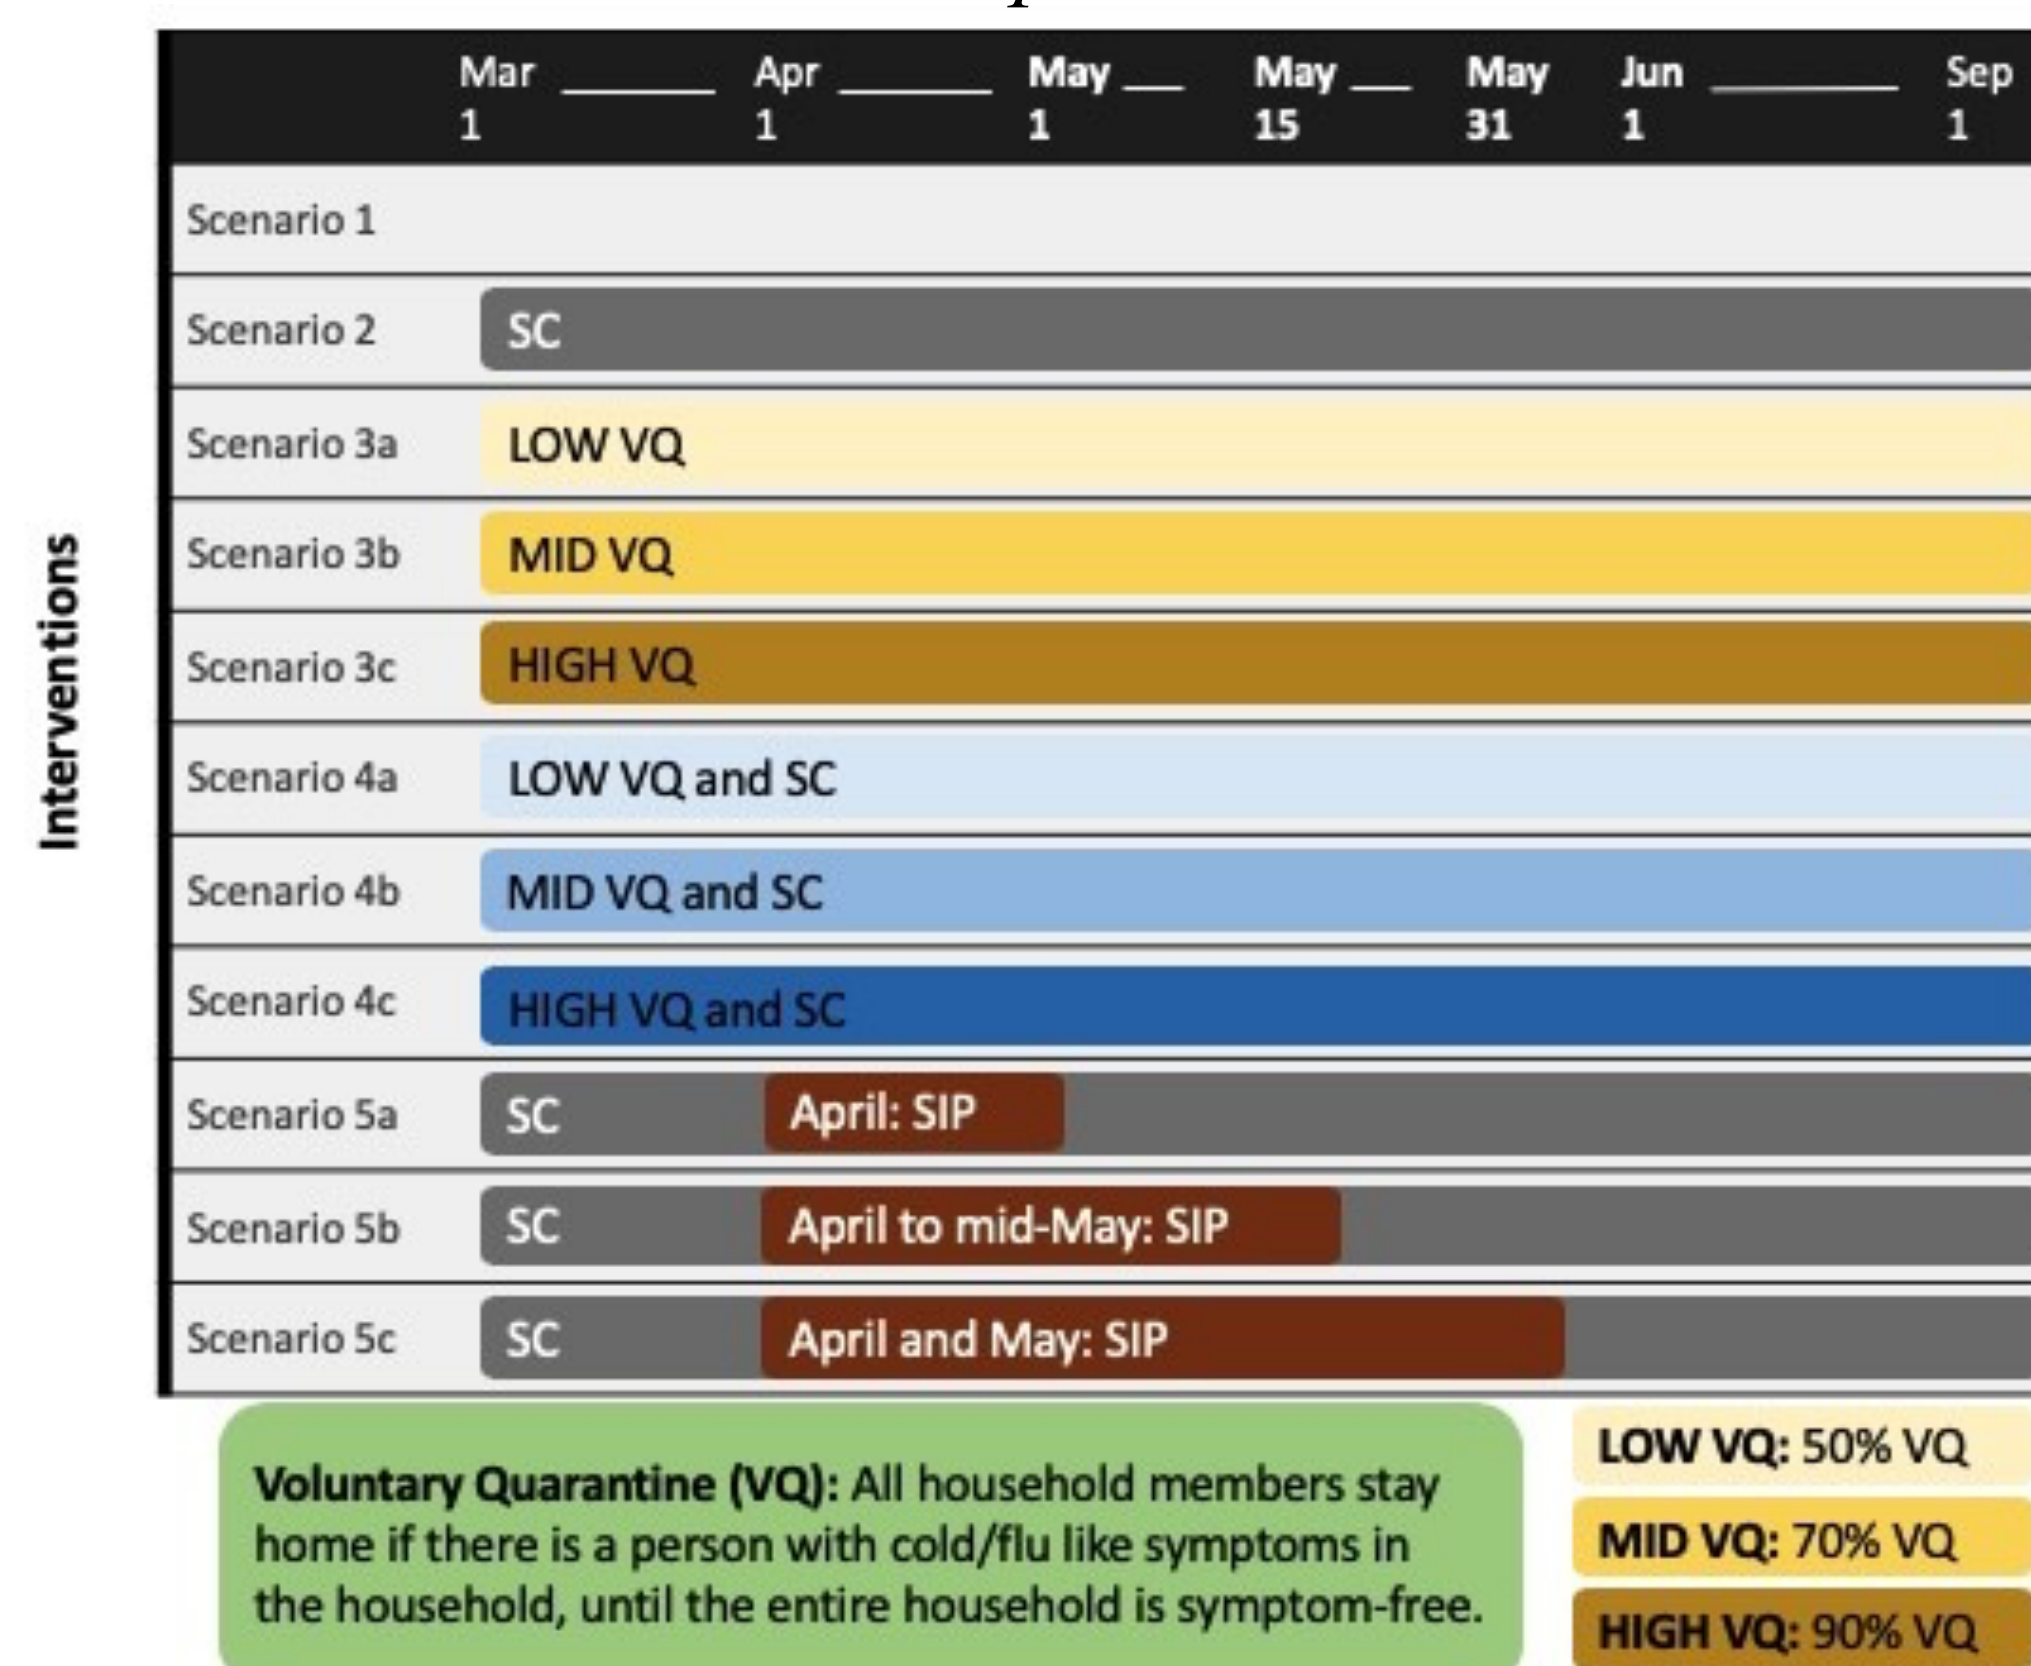 Mar ____ Apr ____ May __ May __ May Jun ____ Sep
1 1 1 15 31 1 1
Interventions
Scenario 1
Scenario 2 SC
Scenario 3a LOW VQ
Scenario 3b MID VQ
Scenario 3c HIGH VQ
Scenario 4a LOW VQ and SC
Scenario 4b MID VQ and SC
Scenario 4c HIGH VQ and SC
Scenario 5a SC April: SIP
Scenario 5b SC April to mid-May: SIP
Scenario 5c SC April and May: SIP
Voluntary Quarantine (VQ): All household members stay
home if there is a person with cold/flu like symptoms in
the household, until the entire household is symptom-free.
LOW VQ: 50% VQ
MID VQ: 70% VQ
HIGH VQ: 90% VQ